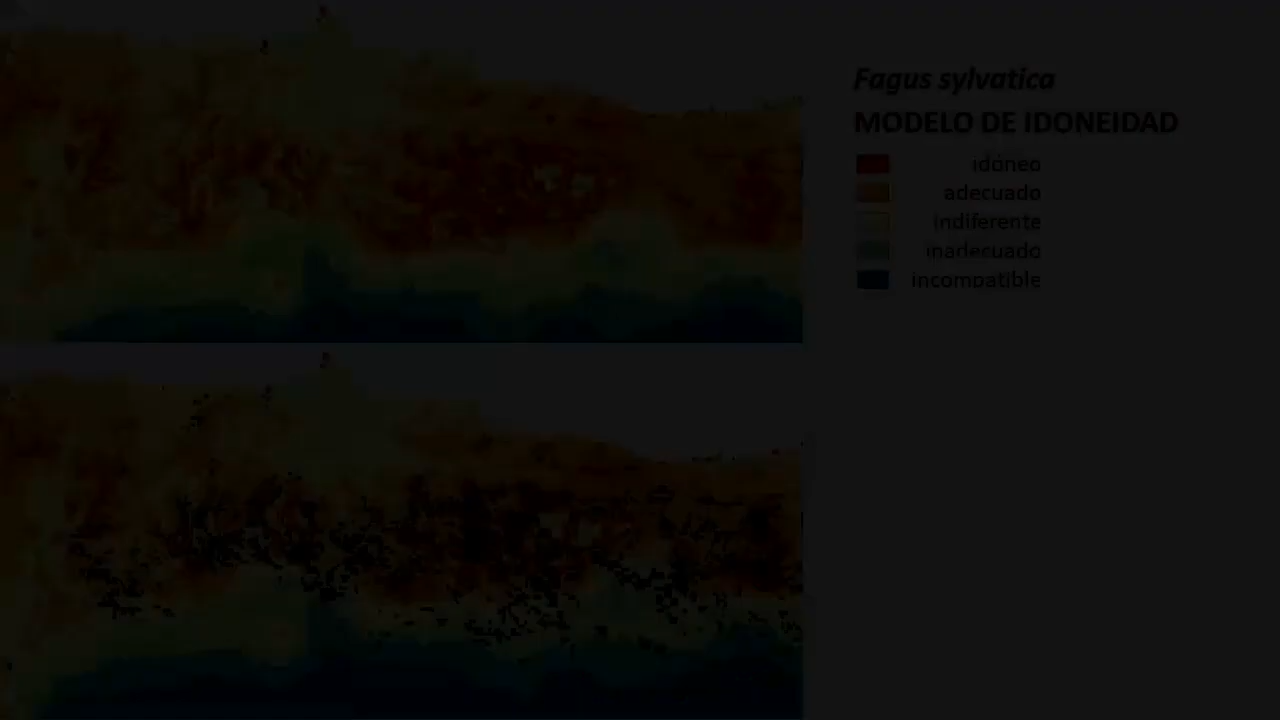 Fagus sylvatica
MODELO DE IDONEIDAD
idóneo
adecuado
indiferente
inadecuado
incompatible